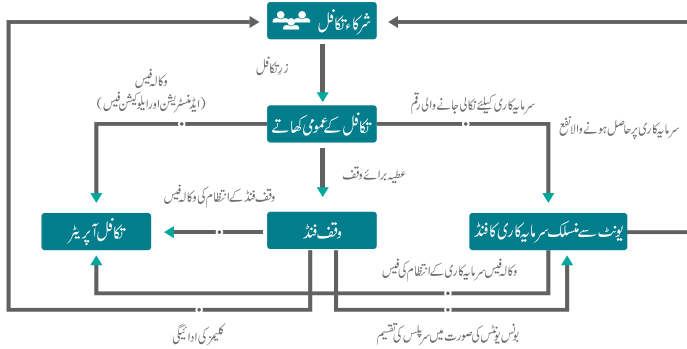 شرکاء تکافل
زرِ تکافل
وکالہ فیس
(ایڈمنسٹریشن اور ایلوکیشن فیس)
تکافل کے عمومی کھاتے
سرمایہ کاری کیلئے نکالی جانے والی رقم
سرمایہ کاری پر حاصل ہونے والا نفع
عطیہ برائے وقف
وقف فنڈ کے انتظام کی وکالہ فیس
تکافل آپریٹر
وقف فنڈ
یونٹ سے منسلک سرمایہ کاری کا فنڈ
وکالہ فیس سرمایہ کاری کے انتظام کی فیس
کلیمز کی ادائیگی
بونس یونٹس کی صورت میں سرپلس کی تقسیم